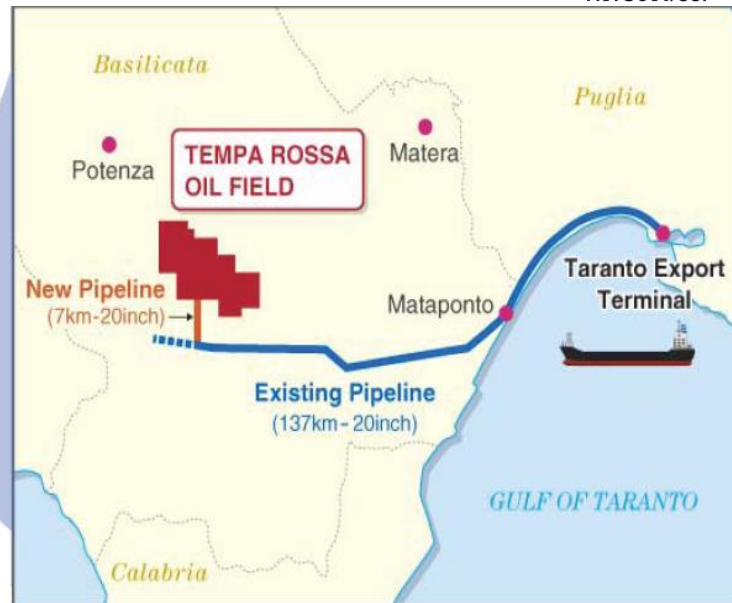 Basilicata
Puglia
Potenza
TEMPA ROSSA
OIL FIELD
Matera
Taranto Export
Terminal
New Pipeline
(7km-20inch)
Mataponto
Existing Pipeline
(137km-20inch)
GULF OF TARANTO
Calabria